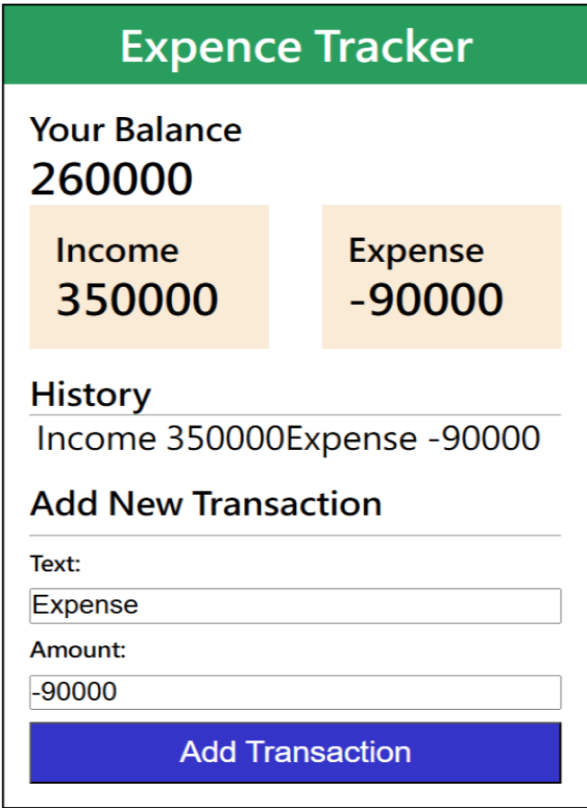 Expence Tracker
Your Balance
260000
Income
350000
Expense
-90000
History
Income 350000Expense -90000
Add New Transaction
Text:
Expense
Amount:
-90000
Add Transaction